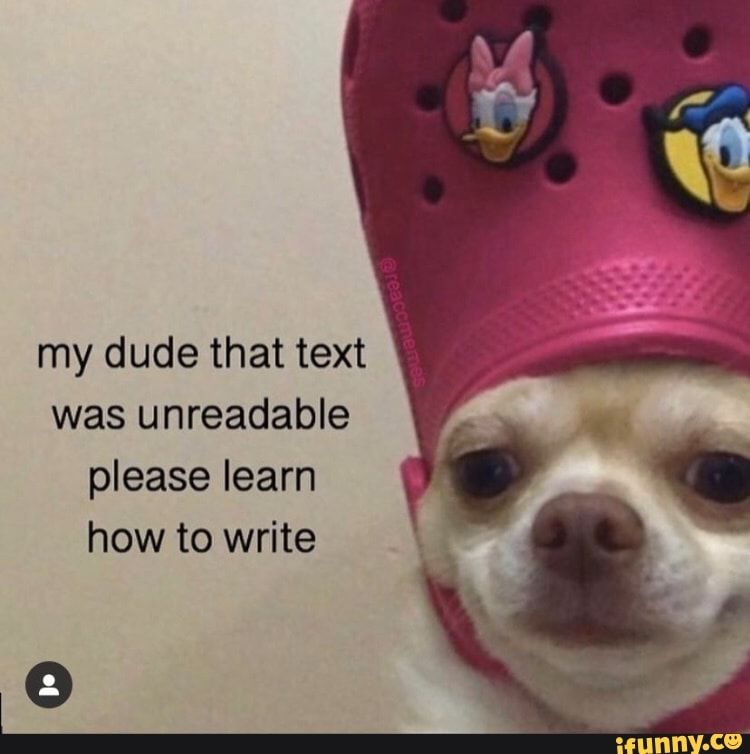 my dude that text
was unreadable
please learn
how to write
@reaccmemes
ifunny.co